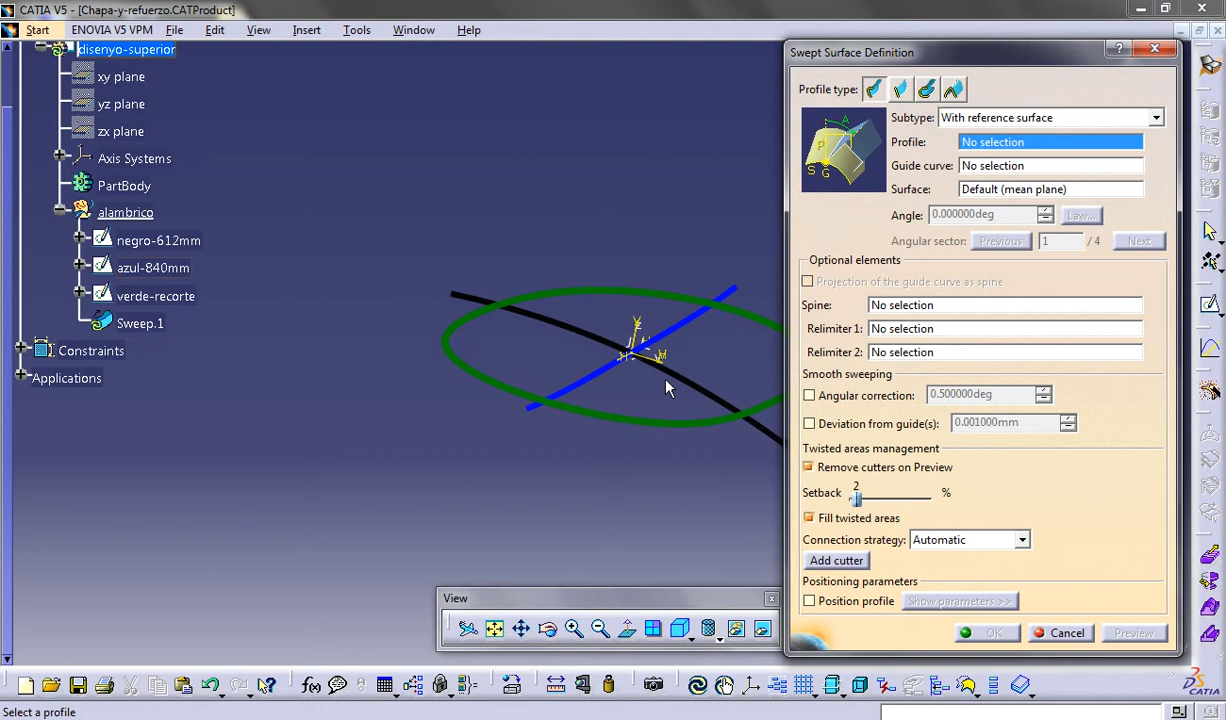 CATIA V5 - [Chapa-y-refuerzo.CATProduct]
Start ENOVIA V5 VPM File Edit View Insert Tools Window Help
disenyo-superior
xy plane
yz plane
zx plane
Axis Systems
PartBody
alambrico
negro-612mm
azul-840mm
verde-recorte
Sweep.1
Constraints
Applications
Swept Surface Definition
Profile type:
Subtype: With reference surface
Profile: No selection
Guide curve: No selection
Surface: Default (mean plane)
Angle: 0.000000deg Law...
Angular sector: Previous 1 / 4 Next
Optional elements
Projection of the guide curve as spine
Spine: No selection
Relimiter 1: No selection
Relimiter 2: No selection
Smooth sweeping
Angular correction: 0.500000deg
Deviation from guide(s): 0.001000mm
Twisted areas management
Remove cutters on Preview
Setback 2 %
Fill twisted areas
Connection strategy: Automatic
Add cutter
Positioning parameters
Position profile Show parameters >>
OK Cancel Preview
View
Select a profile